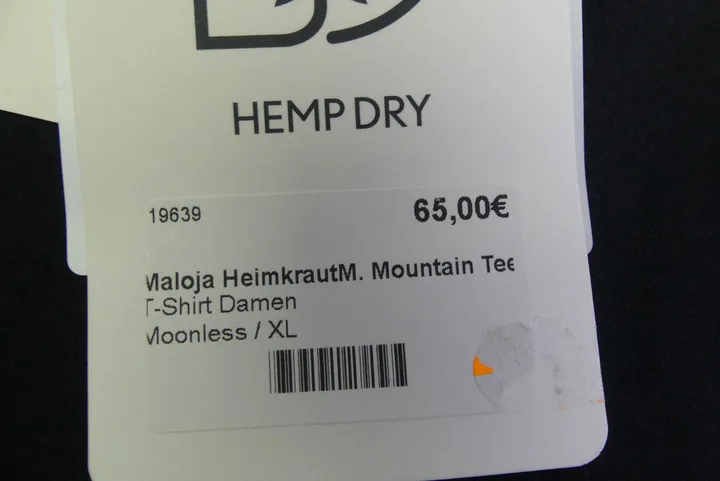 HEMP DRY
19639
65,00€
Maloja HeimkrautM. Mountain Tee
T-Shirt Damen
Moonless / XL